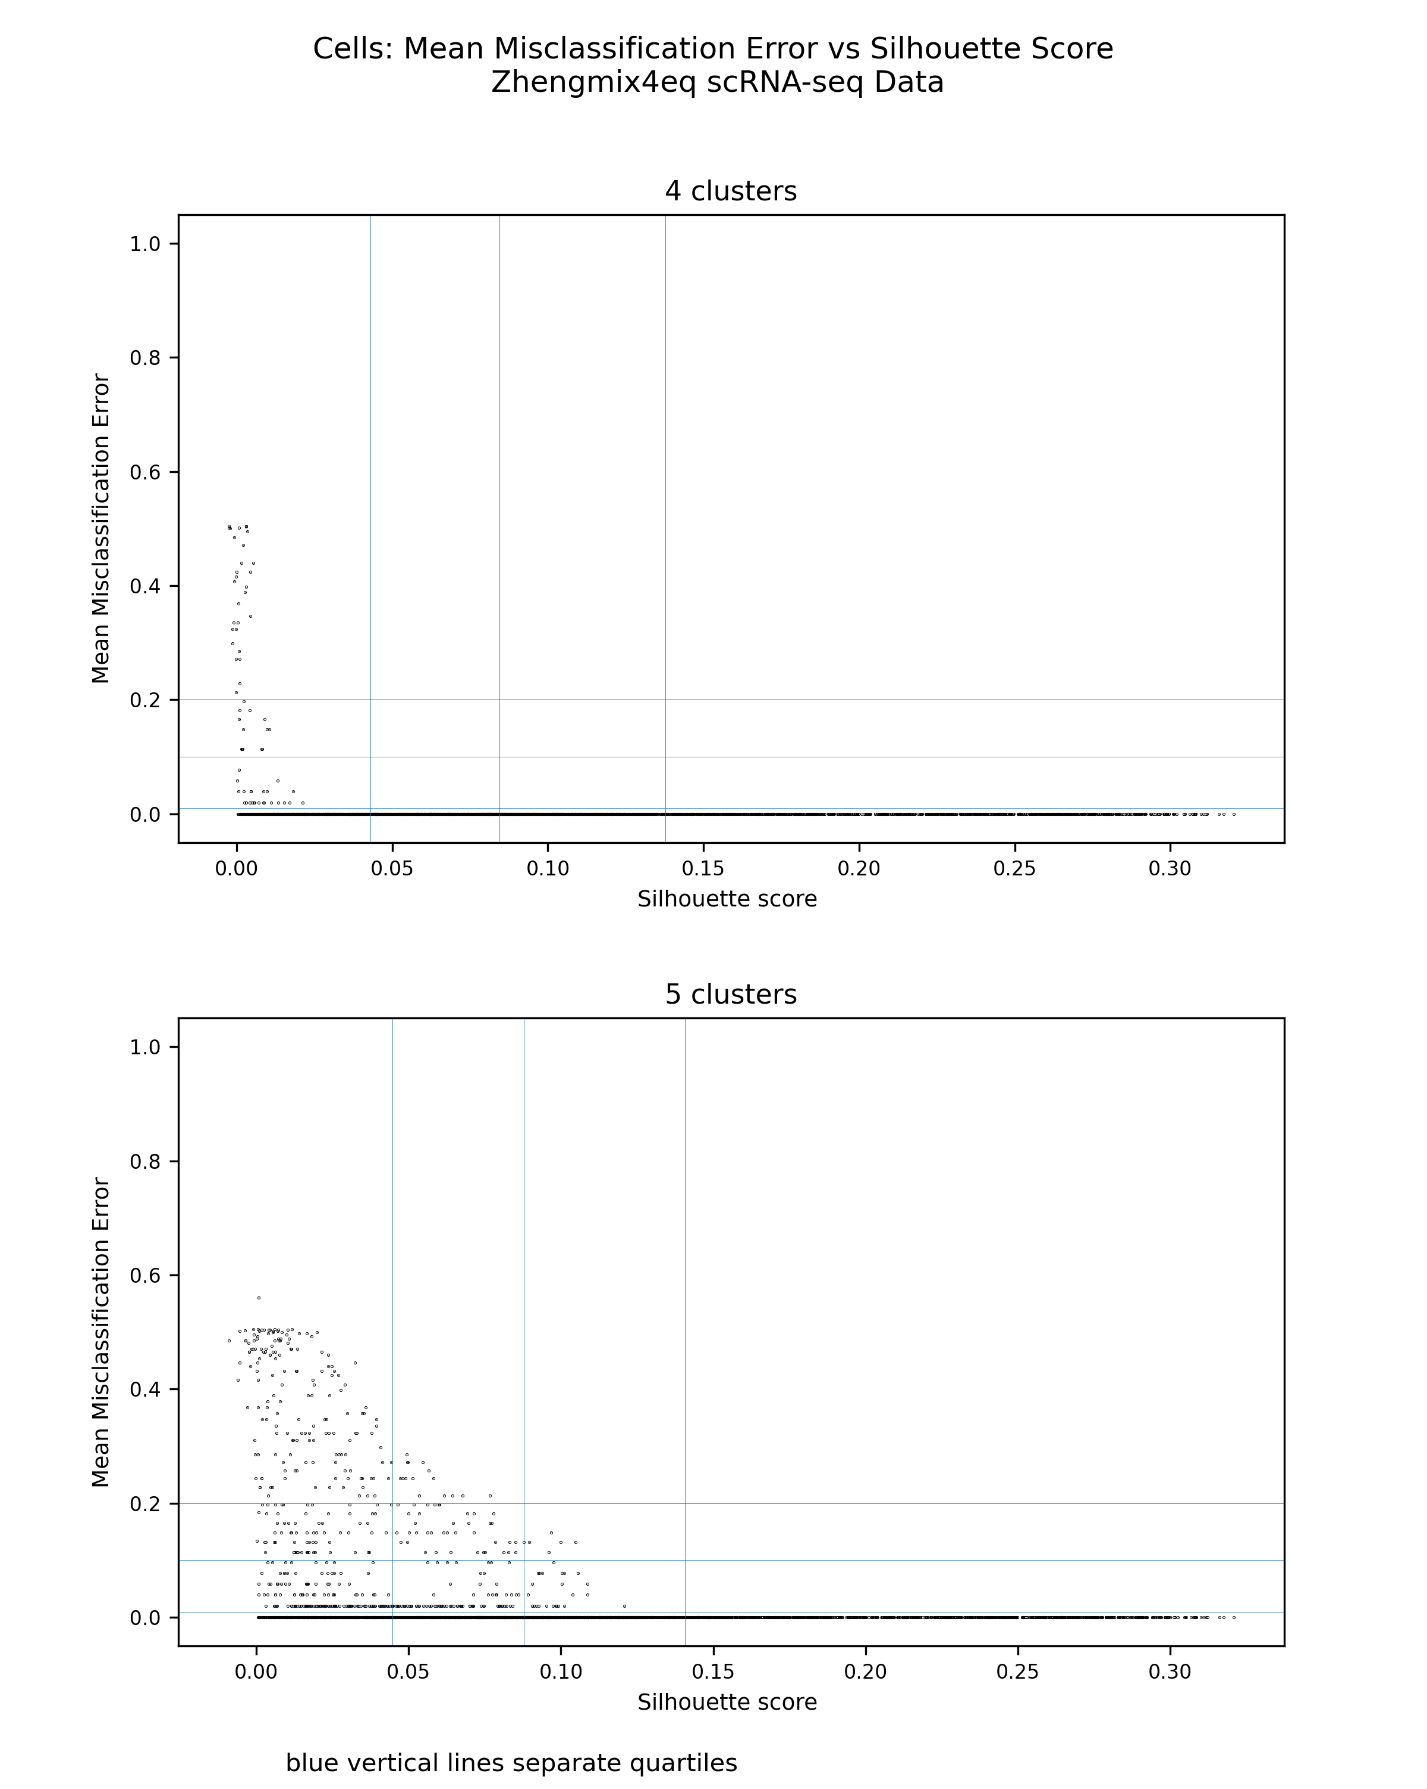 Cells: Mean Misclassification Error vs Silhouette Score
Zhengmix4eq scRNA-seq Data
4 clusters
Mean Misclassification Error
1.0
0.8
0.6
0.4
0.2
0.0
0.00 0.05 0.10 0.15 0.20 0.25 0.30
Silhouette score
5 clusters
Mean Misclassification Error
1.0
0.8
0.6
0.4
0.2
0.0
0.00 0.05 0.10 0.15 0.20 0.25 0.30
Silhouette score
blue vertical lines separate quartiles